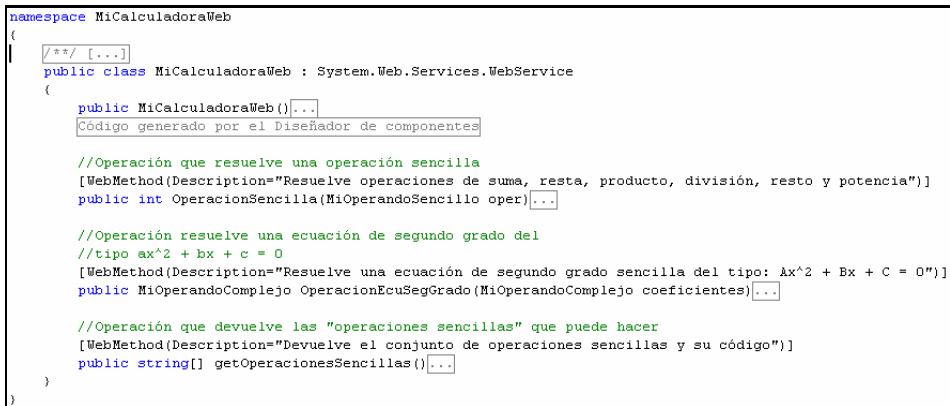 namespace MiCalculadoraWeb
{
/**/ [...]
public class MiCalculadoraWeb : System.Web.Services.WebService
{
public MiCalculadoraWeb()...
Código generado por el Diseñador de componentes
//Operación que resuelve una operación sencilla
[WebMethod(Description="Resuelve operaciones de suma, resta, producto, división, resto y potencia")]
public int OperacionSencilla(MiOperandoSencillo oper)...
//Operación resuelve una ecuación de segundo grado del
//tipo ax^2 + bx + c = 0
[WebMethod(Description="Resuelve una ecuación de segundo grado sencilla del tipo: Ax^2 + Bx + C = 0")]
public MiOperandoComplejo OperacionEcuSegGrado(MiOperandoComplejo coeficientes)...
//Operación que devuelve las "operaciones sencillas" que puede hacer
[WebMethod(Description="Devuelve el conjunto de operaciones sencillas y su código")]
public string[] getOperacionesSencillas()...
}
}